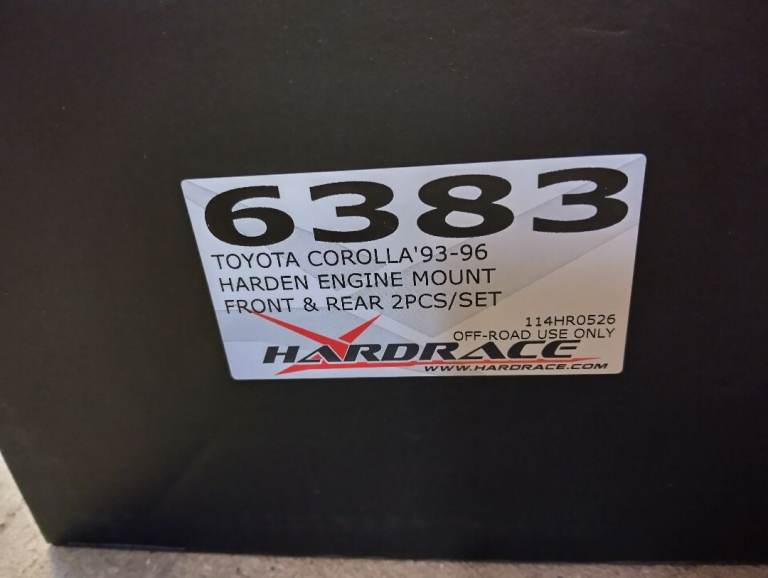 6383
TOYOTA COROLLA'93-96
HARDEN ENGINE MOUNT
FRONT & REAR 2PCS/SET
114HR0526
OFF-ROAD USE ONLY
HARDRACE
WWW.HARDRACE.COM